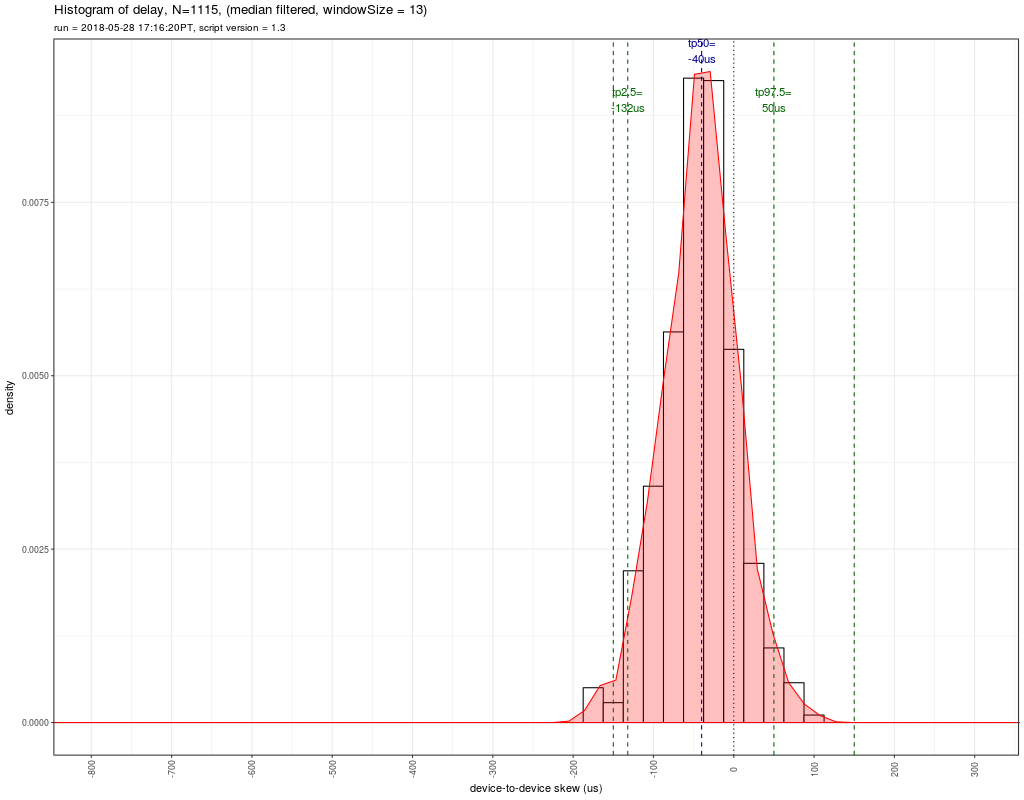 Histogram of delay, N=1115, (median filtered, windowSize = 13)
run = 2018-05-28 17:16:20PT, script version = 1.3
tp50=
-40us
tp2.5=
-132us
tp97.5=
50us
0.0075
0.0050
0.0025
0.0000
density
-800
-700
-600
-500
-400
-300
-200
-100
0
100
200
300
device-to-device skew (us)